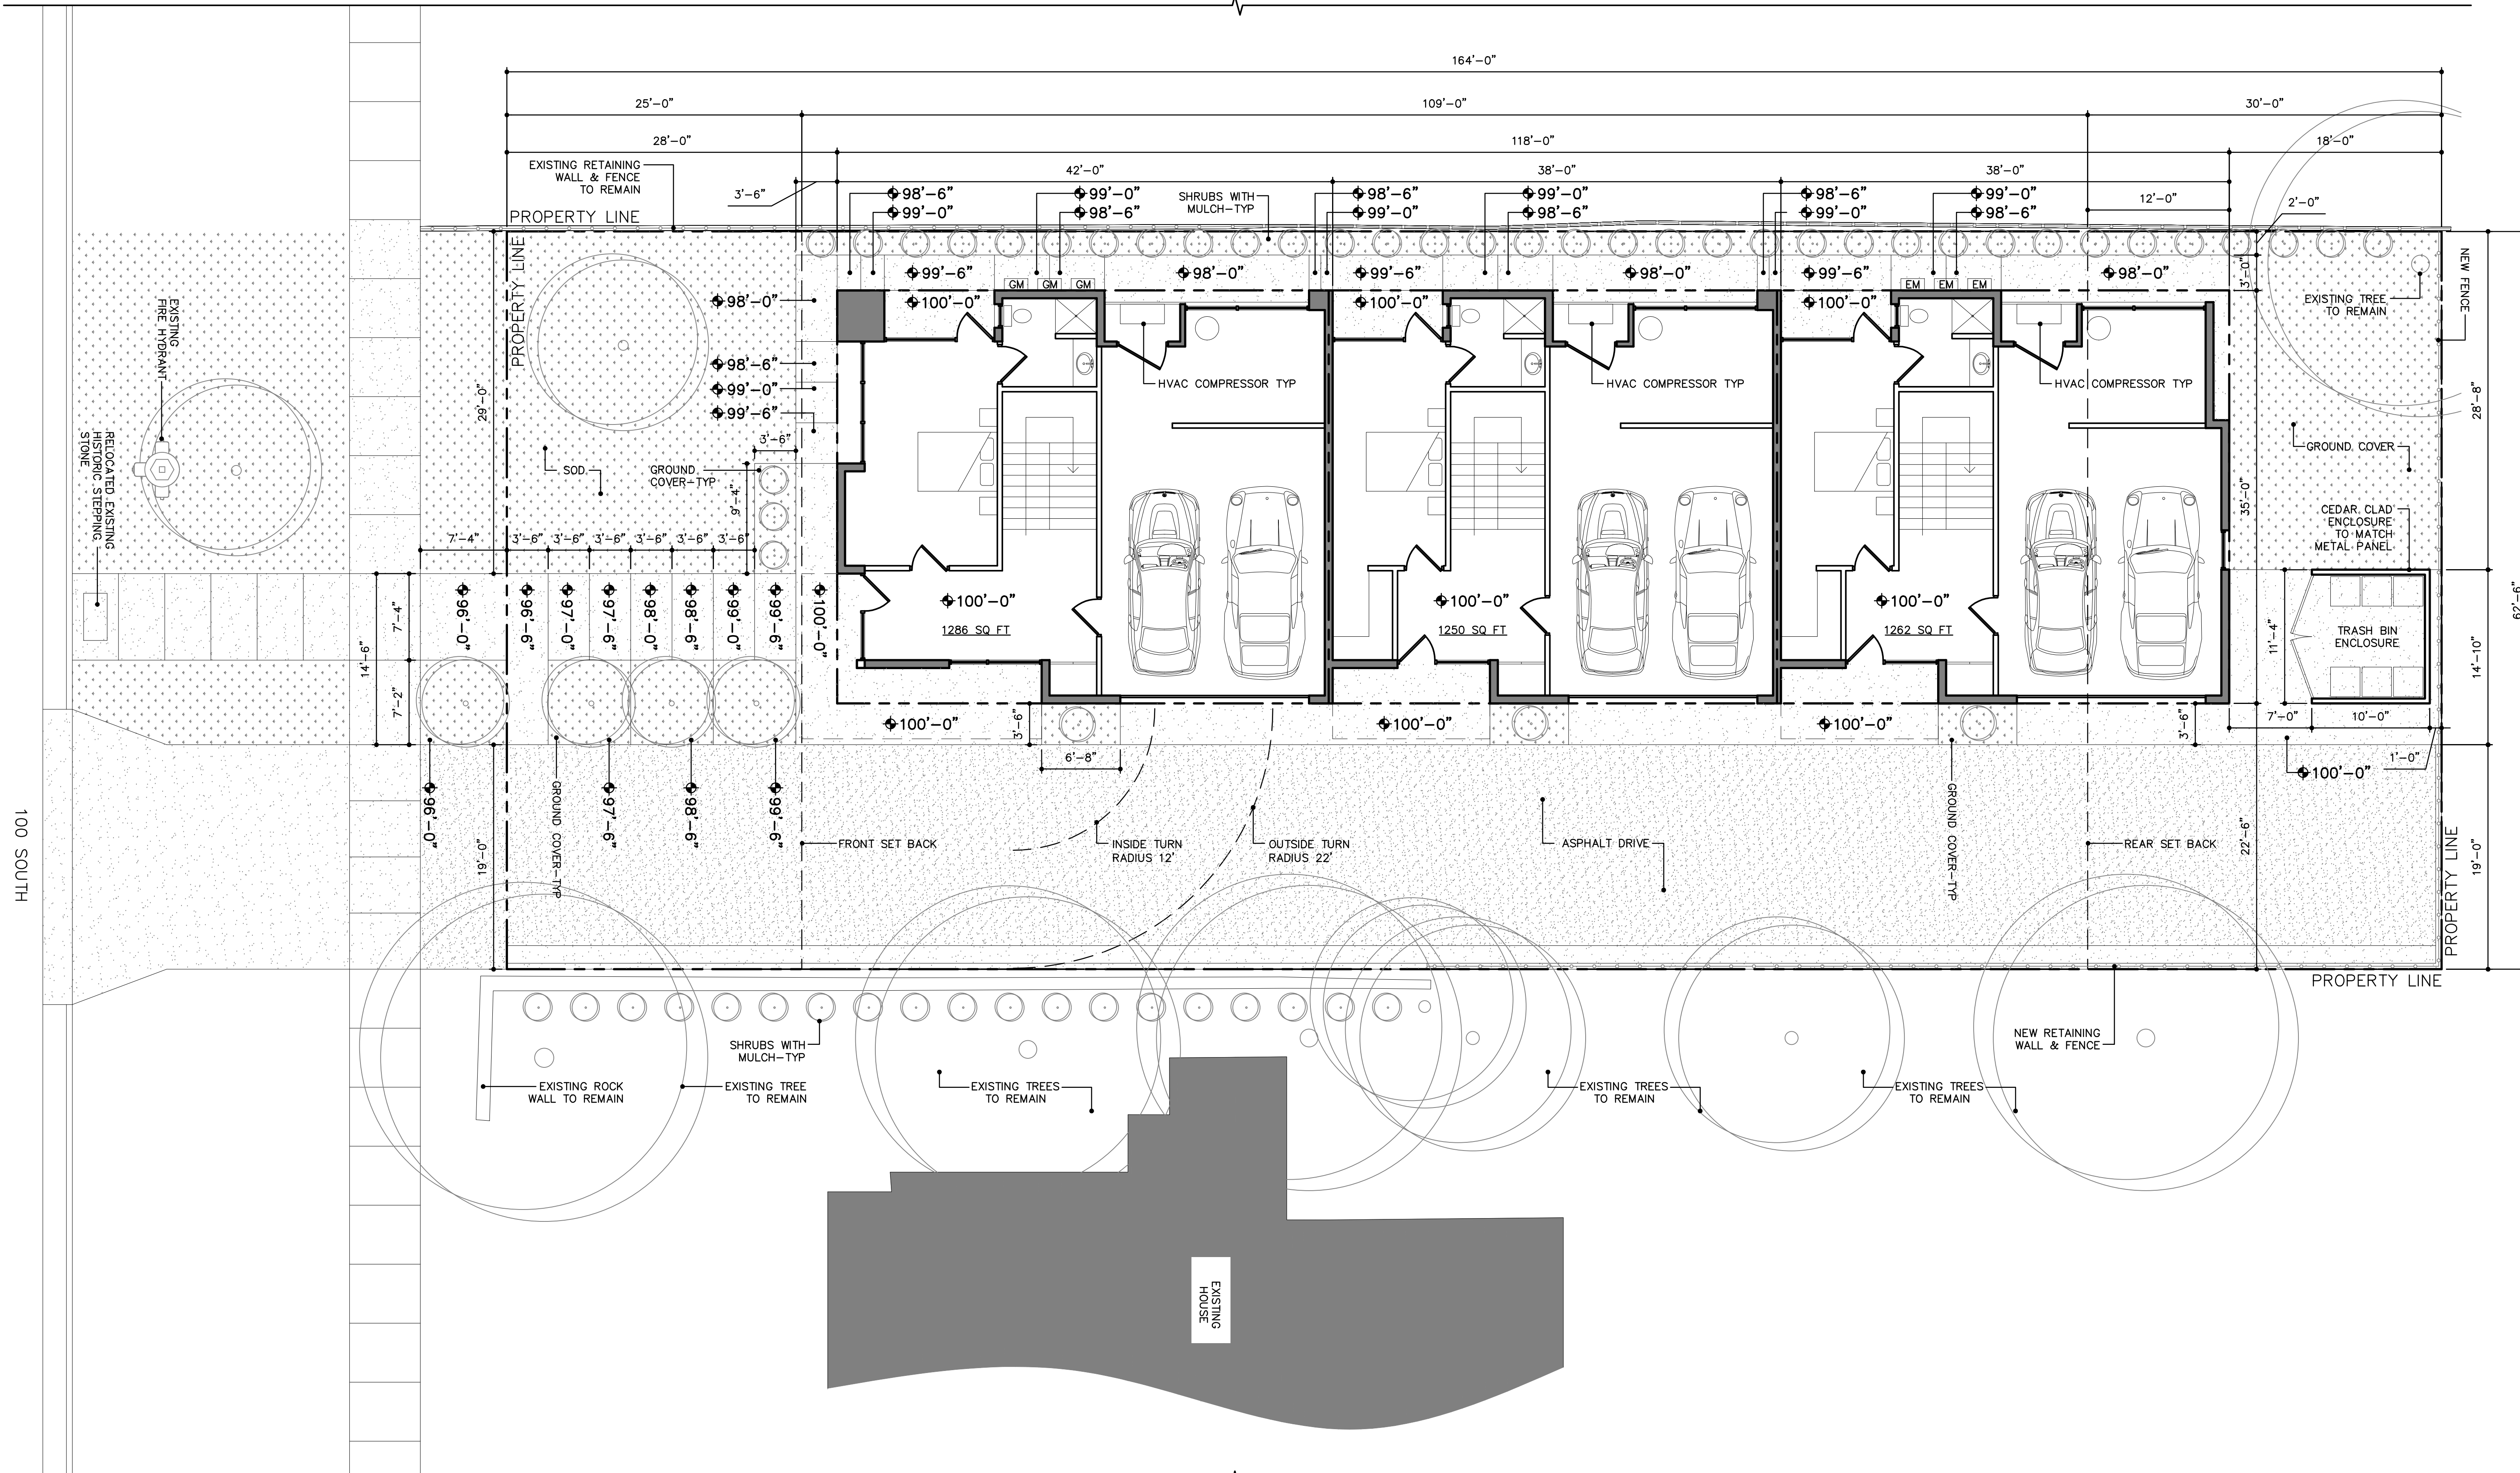 164'-0"
25'-0"
109'-0"
30'-0"
28'-0"
118'-0"
18'-0"
EXISTING RETAINING
WALL & FENCE
TO REMAIN
3'-6"
42'-0"
38'-0"
38'-0"
12'-0"
2'-0"
98'-6"
99'-0"
99'-0"
98'-6"
SHRUBS WITH
MULCH-TYP
98'-6"
99'-0"
99'-0"
98'-6"
98'-6"
99'-0"
99'-0"
98'-6"
PROPERTY LINE
PROPERTY LINE
99'-6"
98'-0"
99'-6"
98'-0"
99'-6"
98'-0"
3'-0"
NEW FENCE
GM
GM
GM
EM
EM
EM
98'-0"
100'-0"
100'-0"
100'-0"
EXISTING TREE
TO REMAIN
EXISTING
FIRE HYDRANT
98'-6"
99'-0"
99'-6"
HVAC COMPRESSOR TYP
HVAC COMPRESSOR TYP
HVAC COMPRESSOR TYP
29'-0"
28'-8"
RELOCATED EXISTING
HISTORIC STEPPING
STONE
3'-6"
SOD
GROUND
COVER-TYP
9'-4"
GROUND COVER
35'-0"
CEDAR CLAD
ENCLOSURE
TO MATCH
METAL PANEL
7'-4"
3'-6"
3'-6"
3'-6"
3'-6"
3'-6"
3'-6"
96'-0"
96'-6"
97'-0"
97'-6"
98'-0"
98'-6"
99'-0"
99'-6"
100'-0"
100'-0"
1286 SQ FT
100'-0"
1250 SQ FT
100'-0"
1262 SQ FT
7'-4"
14'-6"
7'-2"
11'-4"
TRASH BIN
ENCLOSURE
14'-10"
62'-6"
100'-0"
3'-6"
100'-0"
100'-0"
3'-6"
7'-0"
10'-0"
6'-8"
1'-0"
100'-0"
96'-0"
GROUND COVER-TYP
97'-6"
98'-6"
99'-6"
GROUND COVER-TYP
19'-0"
FRONT SET BACK
INSIDE TURN
RADIUS 12'
OUTSIDE TURN
RADIUS 22'
ASPHALT DRIVE
REAR SET BACK
22'-6"
19'-0"
PROPERTY LINE
100 SOUTH
PROPERTY LINE
SHRUBS WITH
MULCH-TYP
NEW RETAINING
WALL & FENCE
EXISTING ROCK
WALL TO REMAIN
EXISTING TREE
TO REMAIN
EXISTING TREES
TO REMAIN
EXISTING TREES
TO REMAIN
EXISTING TREES
TO REMAIN
EXISTING
HOUSE